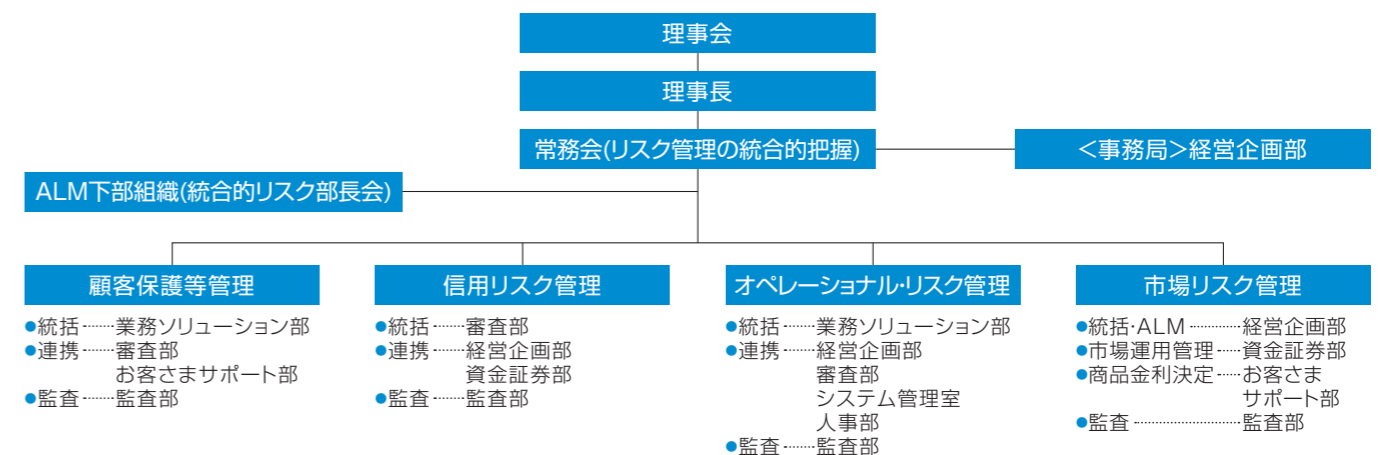 理事会
理事長
常務会(リスク管理の統合的把握)
<事務局>経営企画部
ALM下部組織(統合的リスク部長会)
顧客保護等管理
●統括……業務ソリューション部
●連携……審査部
お客さまサポート部
●監査……監査部
信用リスク管理
●統括……審査部
●連携……経営企画部
資金証券部
●監査……監査部
オペレーショナル・リスク管理
●統括……業務ソリューション部
●連携……経営企画部
審査部
システム管理室
人事部
●監査……監査部
市場リスク管理
●統括・ALM…………経営企画部
●市場運用管理……資金証券部
●商品金利決定……お客さま
サポート部
●監査………………………監査部